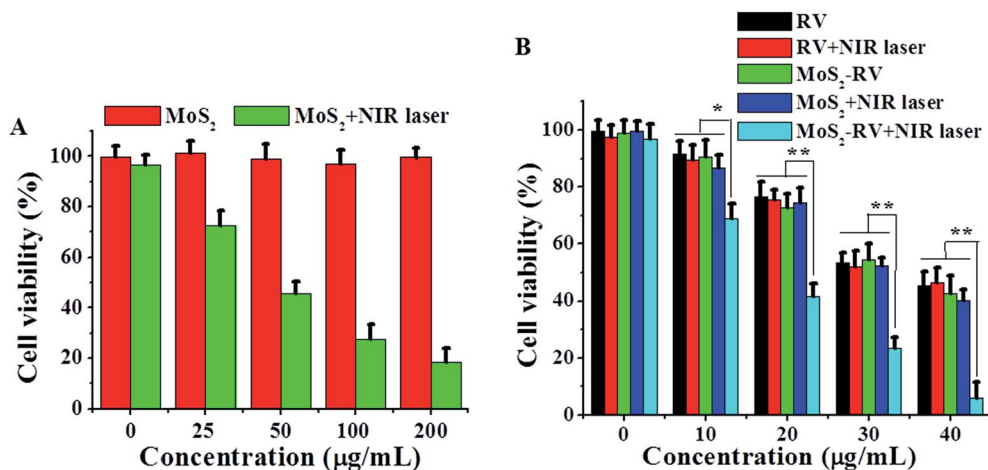 A
MoS₂ MoS₂+NIR laser
Cell viability (%)
100
80
60
40
20
0
0 25 50 100 200
Concentration (µg/mL)
B
RV
RV+NIR laser
MoS₂-RV
MoS₂+NIR laser
MoS₂-RV+NIR laser
Cell viability (%)
100
80
60
40
20
0
* ** ** **
0 10 20 30 40
Concentration (µg/mL)